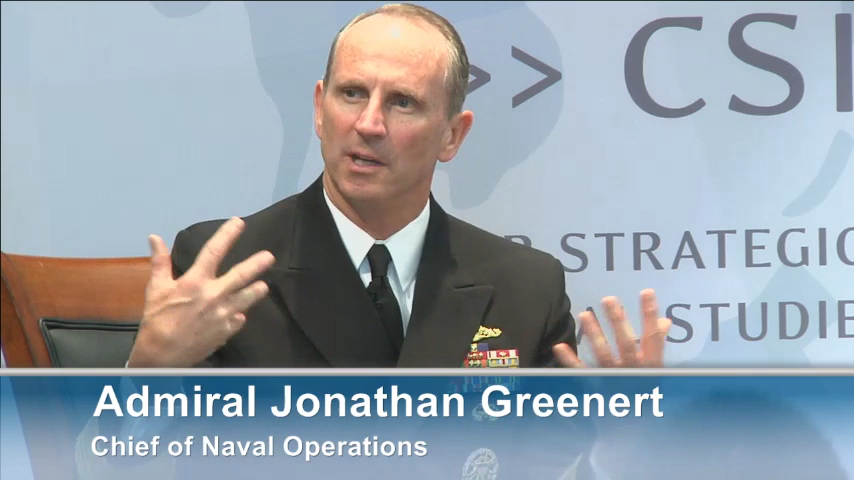 >> CSI
STRATEGIC
STUDIE
Admiral Jonathan Greenert
Chief of Naval Operations